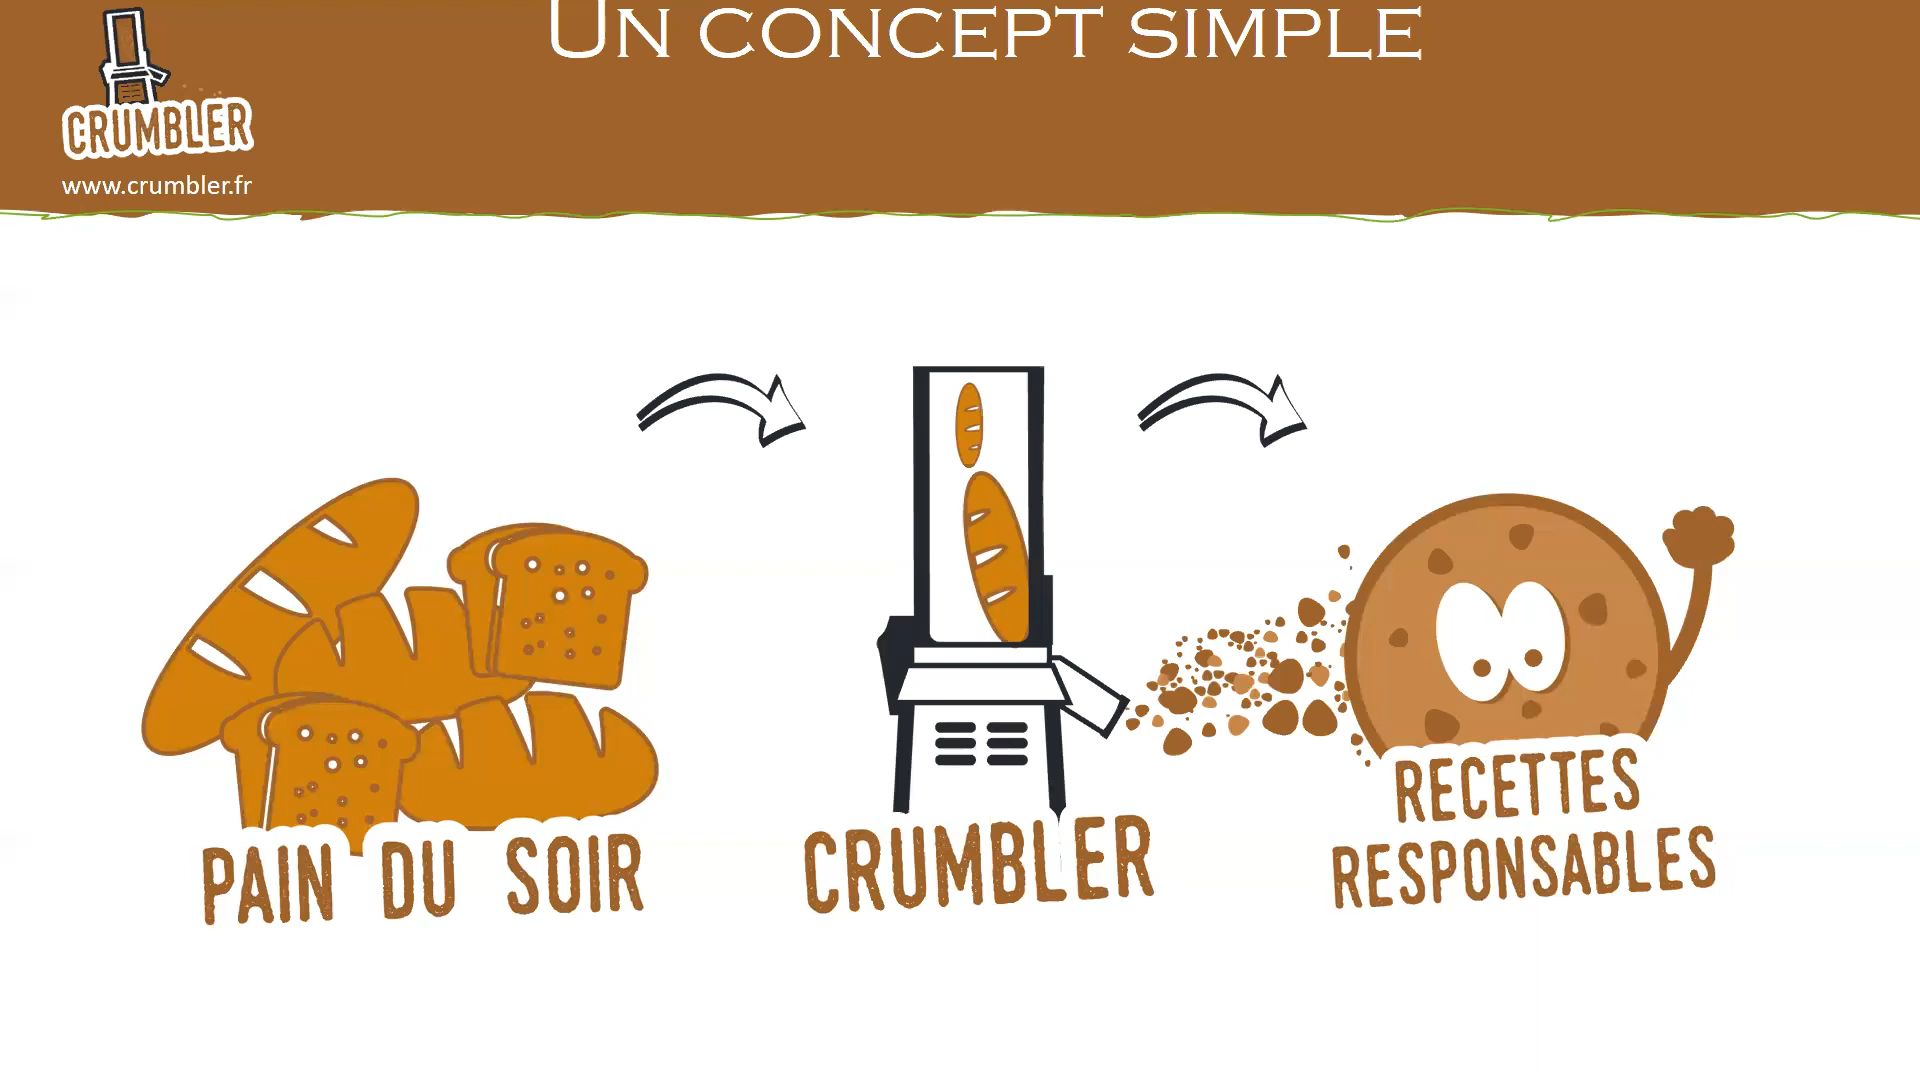 UN CONCEPT SIMPLE
CRUMBLER
www.crumbler.fr
PAIN DU SOIR
CRUMBLER
RECETTES
RESPONSABLES